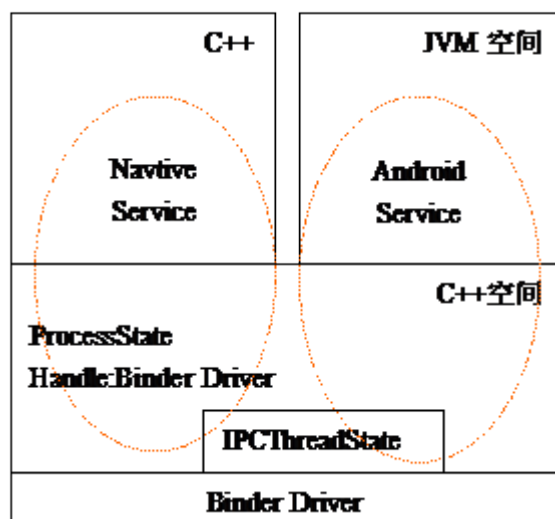 C++
JVM 空间
Navtive
Service
Android
Service
C++空间
ProcessState
Handle:Binder Driver
IPCThreadState
Binder Driver